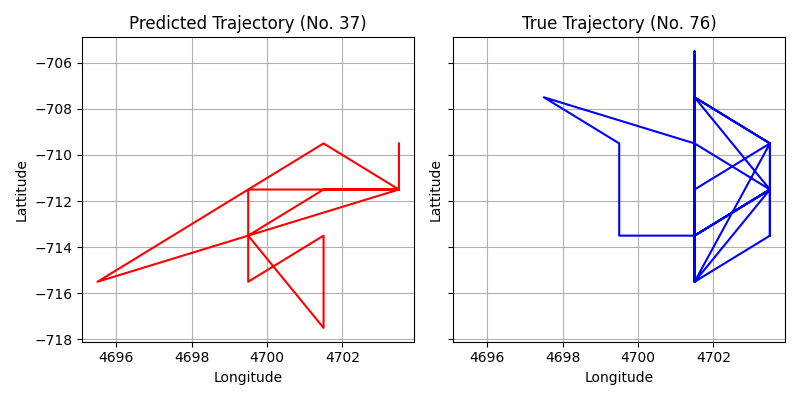 Predicted Trajectory (No. 37)
True Trajectory (No. 76)
−706
−708
−710
−712
−714
−716
−718
Lattitude
Lattitude
4696 4698 4700 4702
4696 4698 4700 4702
Longitude
Longitude